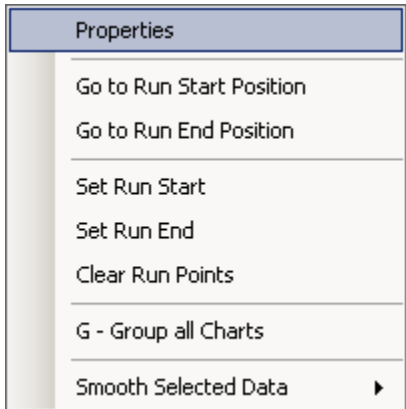 Properties
Go to Run Start Position
Go to Run End Position
Set Run Start
Set Run End
Clear Run Points
G - Group all Charts
Smooth Selected Data